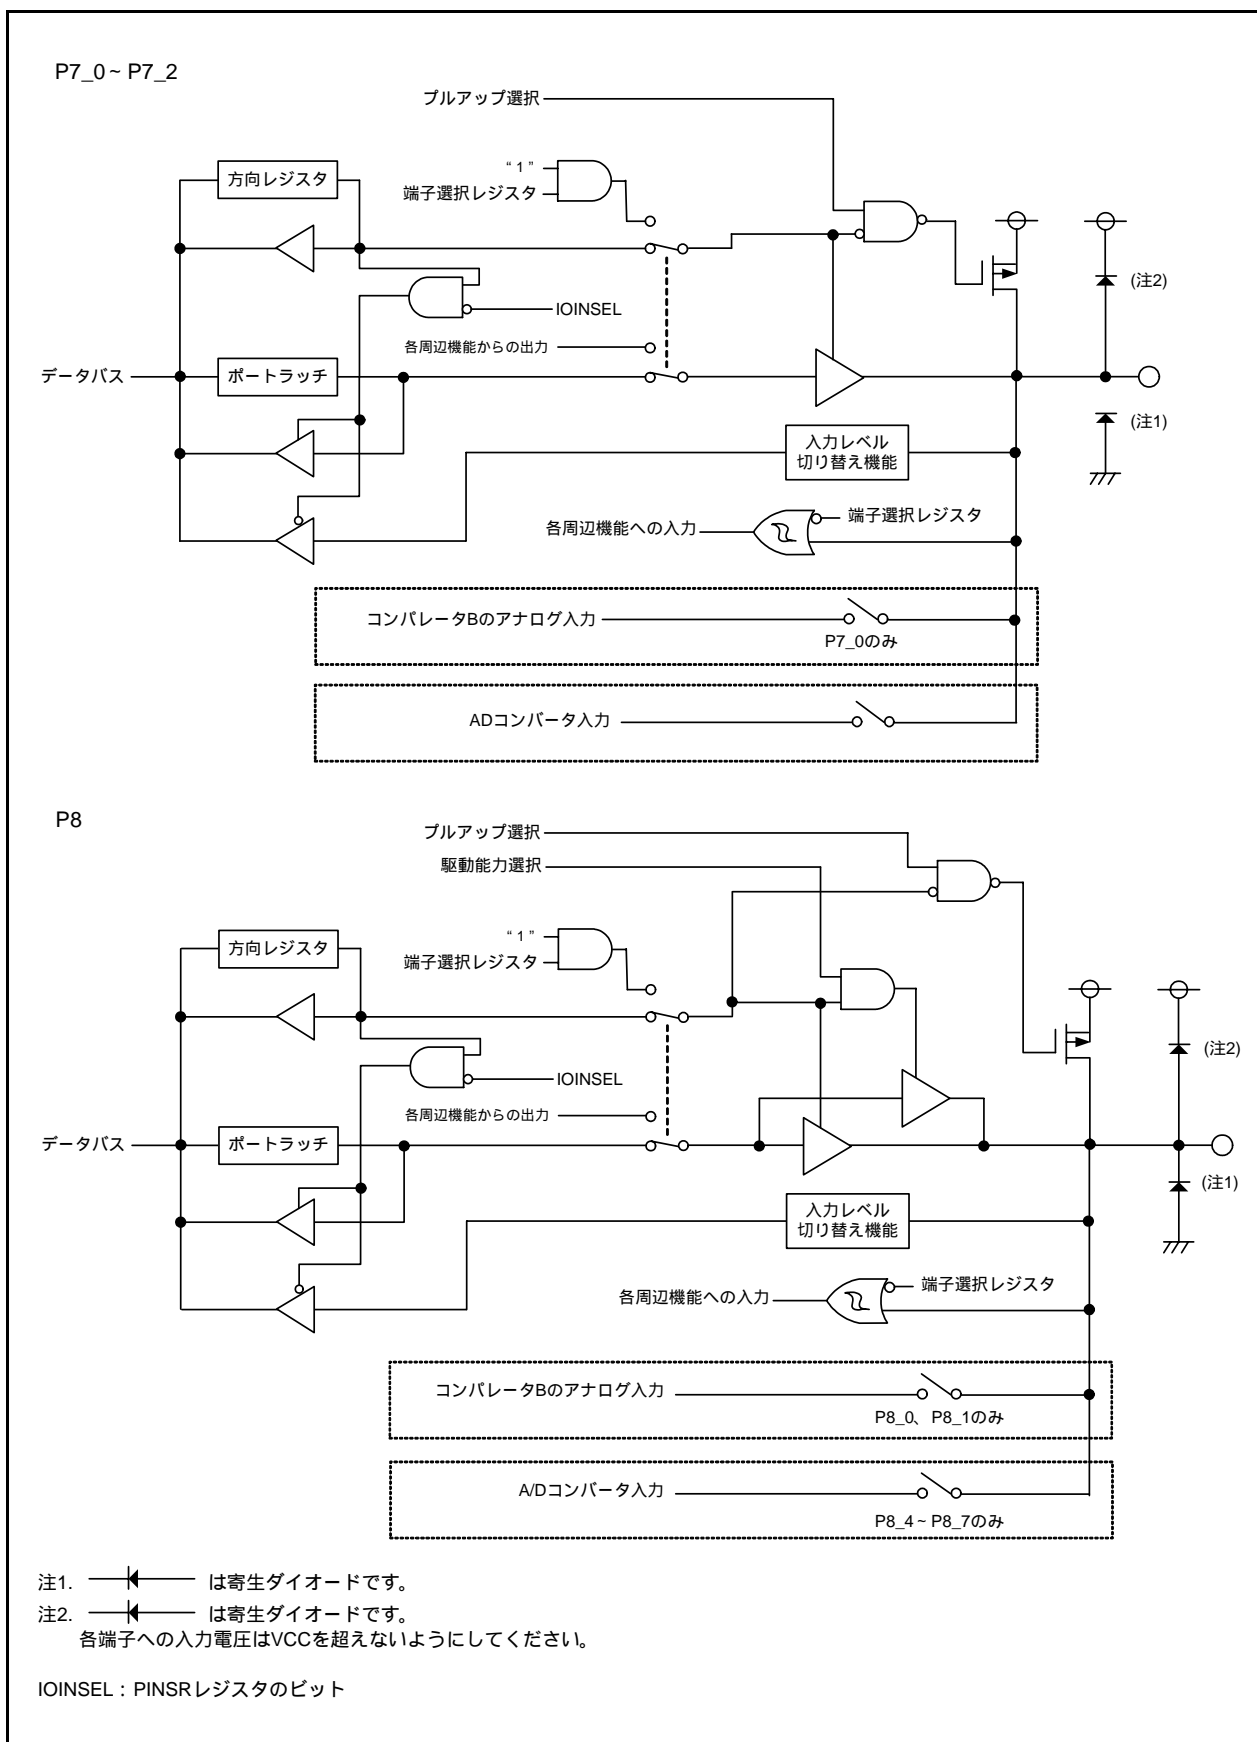 P7_0~P7_2
プルアップ選択
“1”
方向レジスタ
端子選択レジスタ
(注2)
IOINSEL
各周辺機能からの出力
データバス
ポートラッチ
(注1)
入力レベル
切り替え機能
端子選択レジスタ
各周辺機能への入力
コンパレータBのアナログ入力
P7_0のみ
ADコンバータ入力
P8
プルアップ選択
駆動能力選択
“1”
方向レジスタ
端子選択レジスタ
(注2)
IOINSEL
各周辺機能からの出力
データバス
ポートラッチ
(注1)
入力レベル
切り替え機能
端子選択レジスタ
各周辺機能への入力
コンパレータBのアナログ入力
P8_0、P8_1のみ
A/Dコンバータ入力
P8_4~P8_7のみ
注1. は寄生ダイオードです。
注2. は寄生ダイオードです。
各端子への入力電圧はVCCを超えないようにしてください。
IOINSEL:PINSRレジスタのビット